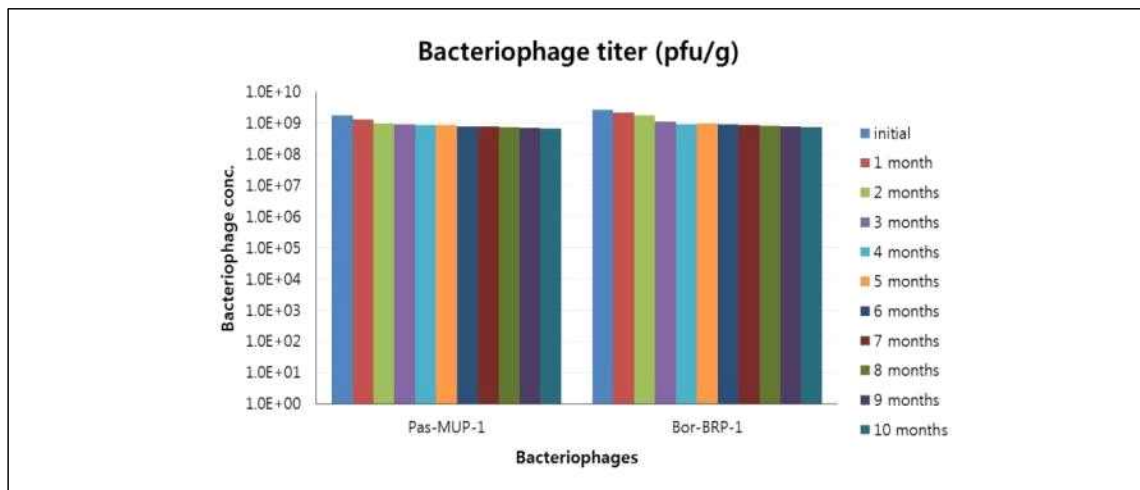 Bacteriophage titer (pfu/g)
Bacteriophage conc.
1.0E+10
1.0E+09
1.0E+08
1.0E+07
1.0E+06
1.0E+05
1.0E+04
1.0E+03
1.0E+02
1.0E+01
1.0E+00
Pas-MUP-1
Bor-BRP-1
Bacteriophages
initial
1 month
2 months
3 months
4 months
5 months
6 months
7 months
8 months
9 months
10 months